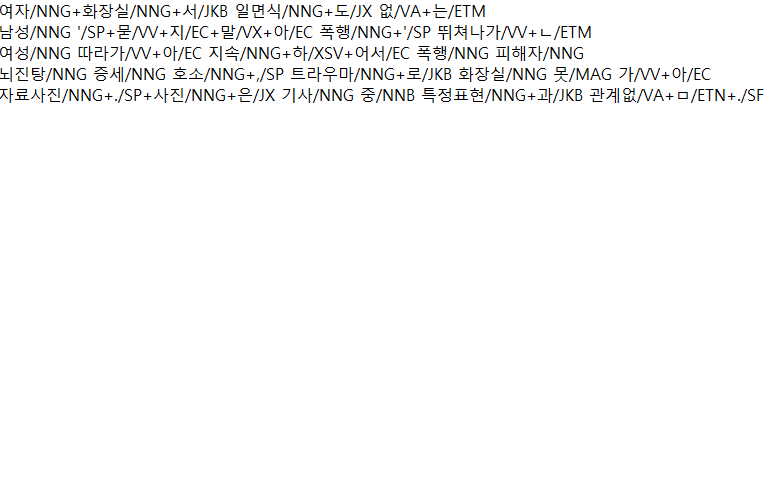 여자/NNG+화장실/NNG+서/JKB 일면식/NNG+도/JX 없/VA+는/ETM
남성/NNG '/SP+묻/VV+지/EC+말/VX+아/EC 폭행/NNG+'/SP 뛰쳐나가/VV+ㄴ/ETM
여성/NNG 따라가/VV+아/EC 지속/NNG+하/XSV+어서/EC 폭행/NNG 피해자/NNG
뇌진탕/NNG 증세/NNG 호소/NNG+,/SP 트라우마/NNG+로/JKB 화장실/NNG 못/MAG 가/VV+아/EC
자료사진/NNG+./SP+사진/NNG+은/JX 기사/NNG 중/NNB 특정표현/NNG+과/JKB 관계없/VA+ㅁ/ETN+./SF